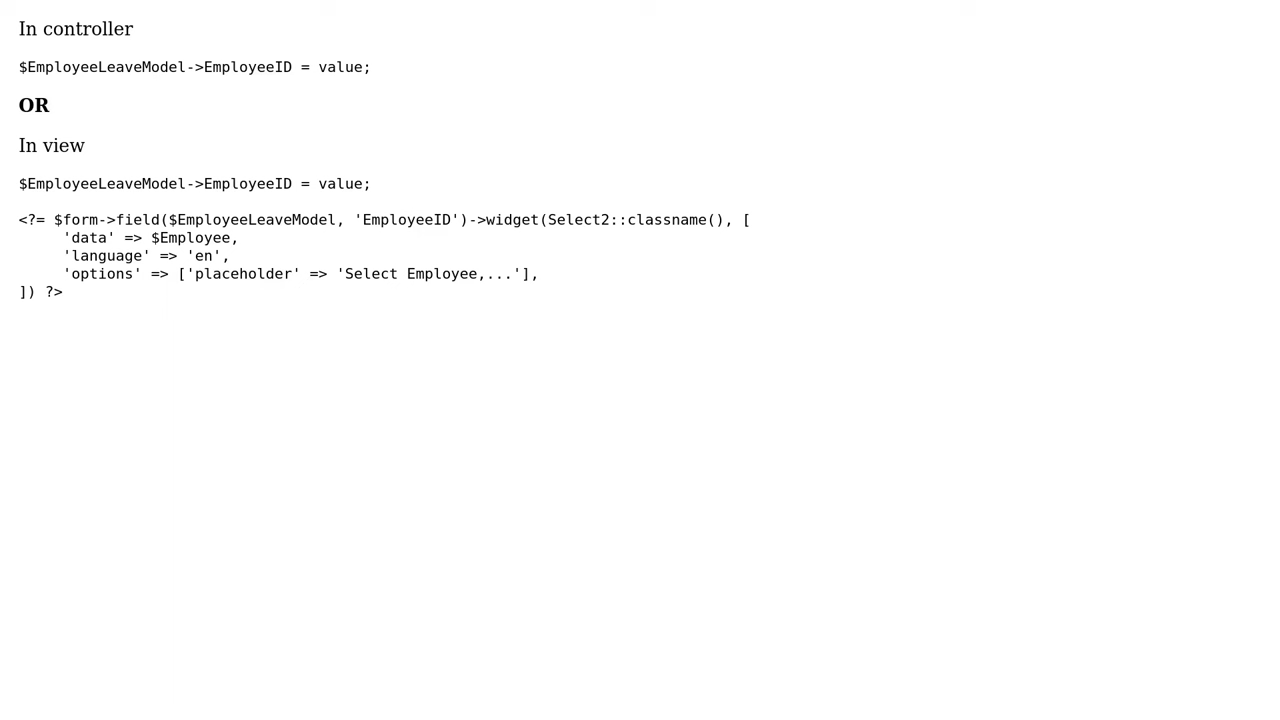 In controller
$EmployeeLeaveModel->EmployeeID = value;
OR
In view
$EmployeeLeaveModel->EmployeeID = value;
<?= $form->field($EmployeeLeaveModel, 'EmployeeID')->widget(Select2::classname(), [
     'data' => $Employee,
     'language' => 'en',
     'options' => ['placeholder' => 'Select Employee,...'],
]) ?>